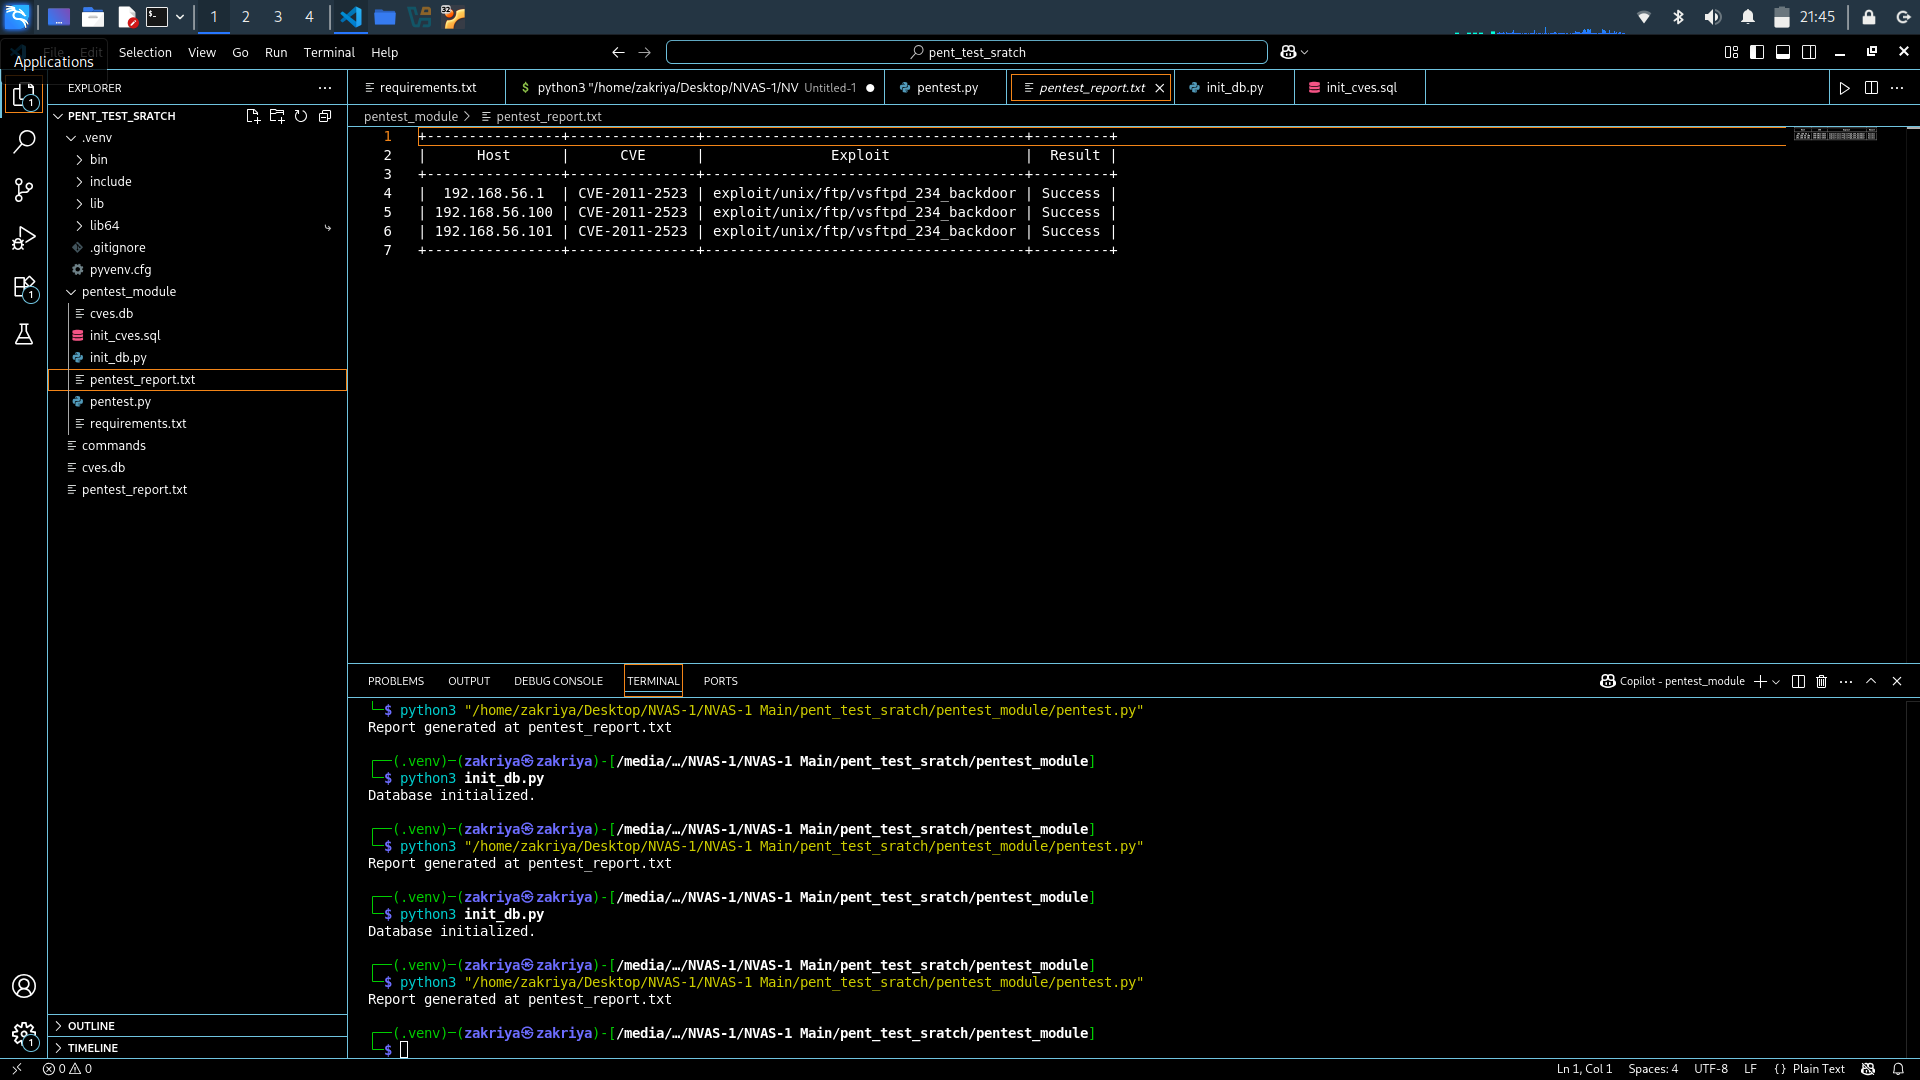 1 2 3 4 21:45
File Edit Selection View Go Run Terminal Help pent_test_sratch
Applications
EXPLORER
requirements.txt python3 "/home/zakriya/Desktop/NVAS-1/NV Untitled-1 pentest.py pentest_report.txt init_db.py init_cves.sql
PENT_TEST_SRATCH
pentest_module > pentest_report.txt
.venv
bin
include
lib
lib64
.gitignore
pyvenv.cfg
pentest_module
cves.db
init_cves.sql
init_db.py
pentest_report.txt
pentest.py
requirements.txt
commands
cves.db
pentest_report.txt
OUTLINE
TIMELINE
1 +----------------+---------------+--------------------------------------+---------+
2 | Host | CVE | Exploit | Result |
3 +----------------+---------------+--------------------------------------+---------+
4 | 192.168.56.1 | CVE-2011-2523 | exploit/unix/ftp/vsftpd_234_backdoor | Success |
5 | 192.168.56.100 | CVE-2011-2523 | exploit/unix/ftp/vsftpd_234_backdoor | Success |
6 | 192.168.56.101 | CVE-2011-2523 | exploit/unix/ftp/vsftpd_234_backdoor | Success |
7 +----------------+---------------+--------------------------------------+---------+
PROBLEMS OUTPUT DEBUG CONSOLE TERMINAL PORTS Copilot - pentest_module
└─$ python3 "/home/zakriya/Desktop/NVAS-1/NVAS-1 Main/pent_test_sratch/pentest_module/pentest.py"
Report generated at pentest_report.txt
┌──(.venv)─(zakriya㉿zakriya)-[/media/…/NVAS-1/NVAS-1 Main/pent_test_sratch/pentest_module]
└─$ python3 init_db.py
Database initialized.
┌──(.venv)─(zakriya㉿zakriya)-[/media/…/NVAS-1/NVAS-1 Main/pent_test_sratch/pentest_module]
└─$ python3 "/home/zakriya/Desktop/NVAS-1/NVAS-1 Main/pent_test_sratch/pentest_module/pentest.py"
Report generated at pentest_report.txt
┌──(.venv)─(zakriya㉿zakriya)-[/media/…/NVAS-1/NVAS-1 Main/pent_test_sratch/pentest_module]
└─$ python3 init_db.py
Database initialized.
┌──(.venv)─(zakriya㉿zakriya)-[/media/…/NVAS-1/NVAS-1 Main/pent_test_sratch/pentest_module]
└─$ python3 "/home/zakriya/Desktop/NVAS-1/NVAS-1 Main/pent_test_sratch/pentest_module/pentest.py"
Report generated at pentest_report.txt
┌──(.venv)─(zakriya㉿zakriya)-[/media/…/NVAS-1/NVAS-1 Main/pent_test_sratch/pentest_module]
└─$
0 0 Ln 1, Col 1 Spaces: 4 UTF-8 LF {} Plain Text